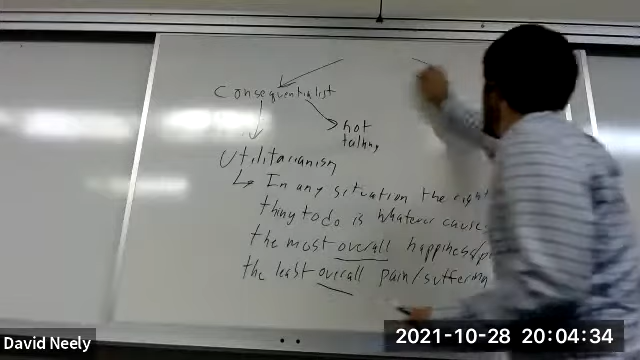 Consequentialist
not
talking
Utilitarianism
↳ In any situation the right
thing to do is whatever cause
the most overall happiness/p
the least overall pain/suffering
David Neely
2021-10-28 20:04:34